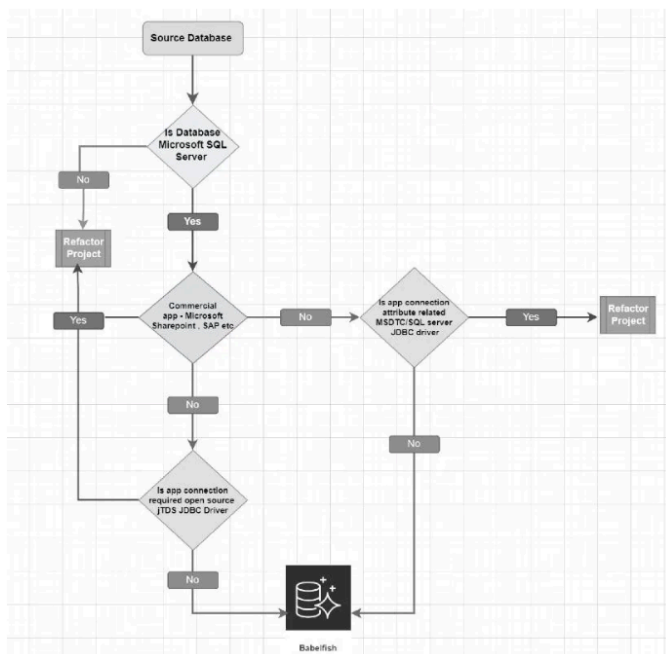 Source Database
Is Database
Microsoft SQL
Server
No
Yes
Refactor
Project
Commercial
app - Microsoft
Sharepoint , SAP etc
Yes
No
Is app connection
attribute related
MSDTC/SQL server
JDBC driver
Yes
Refactor
Project
No
No
Is app connection
required open source
jTDS JDBC Driver
No
Babelfish